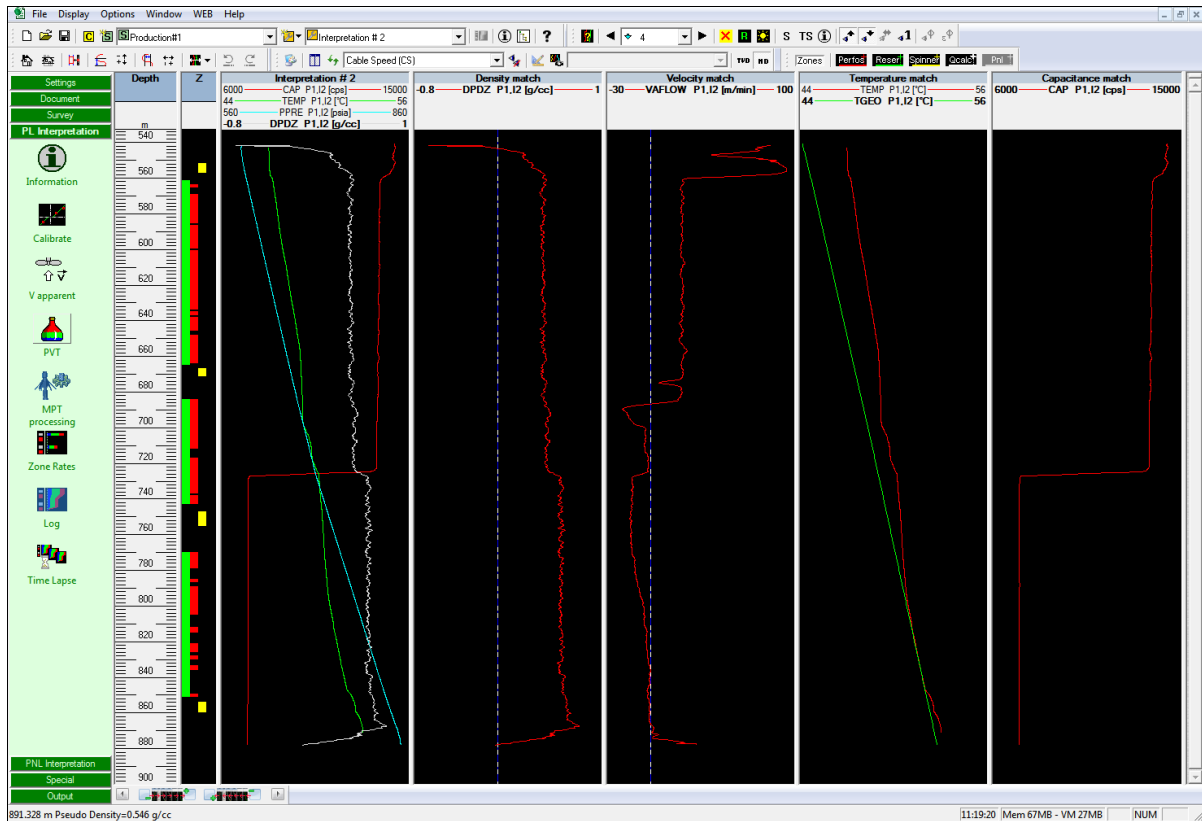 File Display Options Window WEB Help
C S S Production#1 Interpretation # 2 ? 4 X R S TS
Cable Speed (CS) TVD MD Zones Perfos Reser Spinne Qcalc Pnl
Settings
Document
Survey
PL Interpretation
Information
Calibrate
V apparent
PVT
MPT
processing
Zone Rates
Log
Time Lapse
PNL Interpretation
Special
Output
Depth
m
540
560
580
600
620
640
660
680
700
720
740
760
780
800
820
840
860
880
900
Z
Interpretation # 2
6000 CAP P1,I2 [cps] 15000
44 TEMP P1,I2 [°C] 56
560 PPRE P1,I2 [psia] 860
-0.8 DPDZ P1,I2 [g/cc] 1
Density match
-0.8 DPDZ P1,I2 [g/cc] 1
Velocity match
-30 VAFLOW P1,I2 [m/min] 100
Temperature match
44 TEMP P1,I2 [°C] 56
44 TGEO P1,I2 [°C] 56
Capacitance match
6000 CAP P1,I2 [cps] 15000
891.328 m Pseudo Density=0.546 g/cc
11:19:20 Mem 67MB - VM 27MB NUM